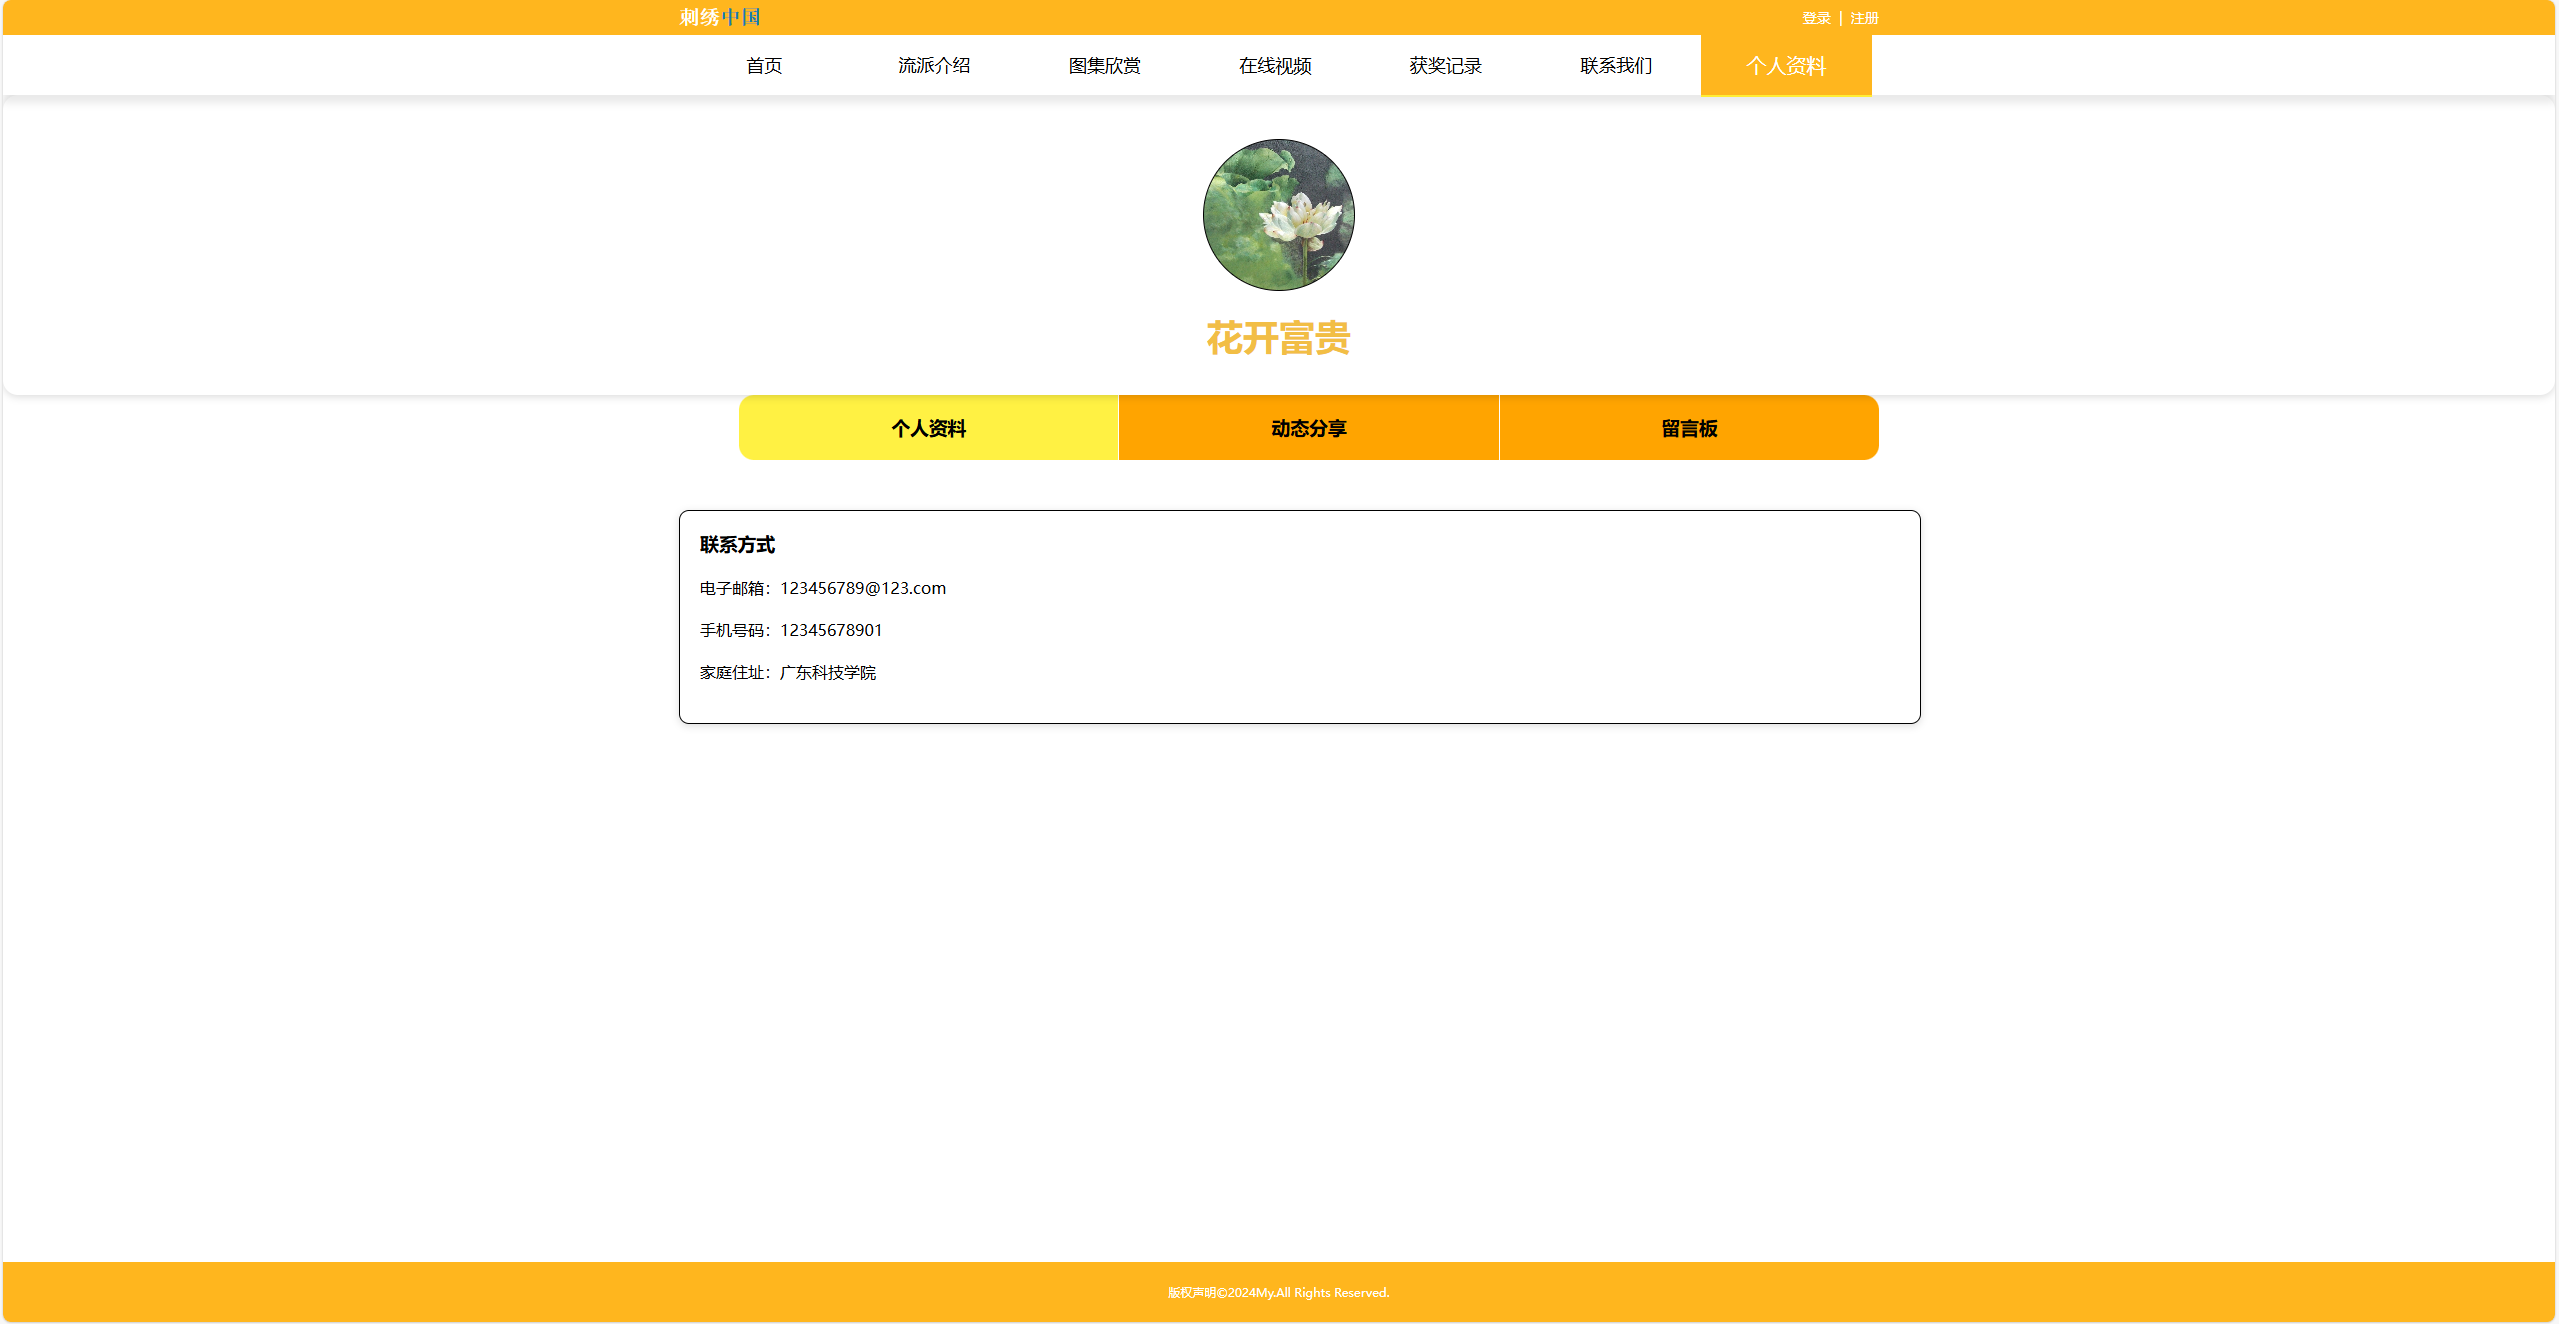 刺绣中国 登录 | 注册
首页 流派介绍 图集欣赏 在线视频 获奖记录 联系我们 个人资料
花开富贵
个人资料 动态分享 留言板
联系方式
电子邮箱：123456789@123.com
手机号码：12345678901
家庭住址：广东科技学院
版权声明©2024My.All Rights Reserved.